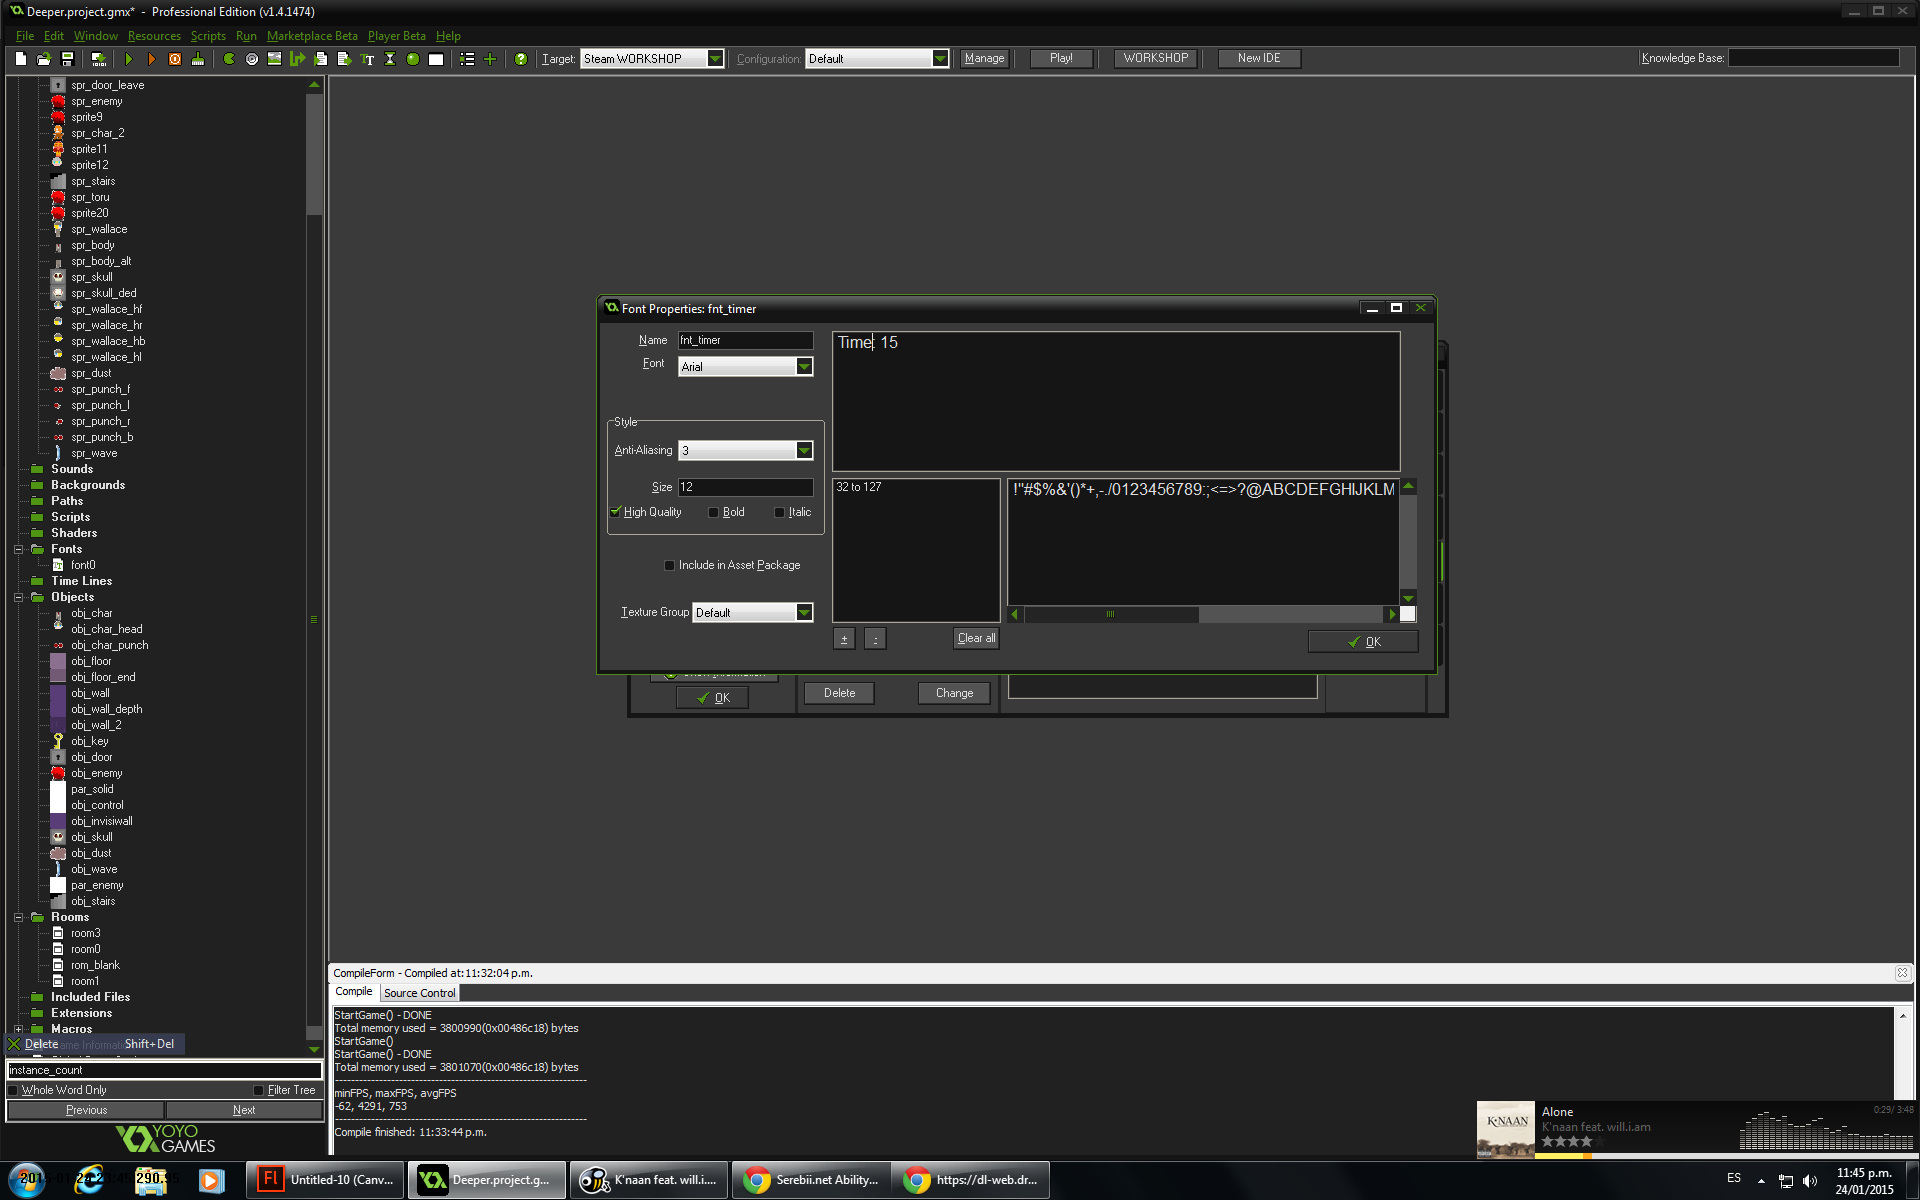 Deeper.project.gmx* - Professional Edition (v1.4.1474)
File Edit Window Resources Scripts Run Marketplace Beta Player Beta Help
Target: Steam WORKSHOP Configuration: Default Manage Play! WORKSHOP New IDE Knowledge Base:
spr_door_leave
spr_enemy
sprite9
spr_char_2
sprite11
sprite12
spr_stairs
spr_toru
sprite20
spr_wallace
spr_body
spr_body_alt
spr_skull
spr_skull_ded
spr_wallace_hf
spr_wallace_hr
spr_wallace_hb
spr_wallace_hl
spr_dust
spr_punch_f
spr_punch_l
spr_punch_r
spr_punch_b
spr_wave
Sounds
Backgrounds
Paths
Scripts
Shaders
Fonts
font0
Time Lines
Objects
obj_char
obj_char_head
obj_char_punch
obj_floor
obj_floor_end
obj_wall
obj_wall_depth
obj_wall_2
obj_key
obj_door
obj_enemy
par_solid
obj_control
obj_invisiwall
obj_skull
obj_dust
obj_wave
par_enemy
obj_stairs
Rooms
room3
room0
rom_blank
room1
Included Files
Extensions
Macros
Delete Shift+Del
instance_count
Whole Word Only Filter Tree
Previous Next
YOYO
GAMES
Font Properties: fnt_timer
Name fnt_timer
Font Arial
Style
Anti-Aliasing 3
Size 12
High Quality Bold Italic
Include in Asset Package
Texture Group Default
Time: 15
32 to 127
!"#$%&'()*+,-./0123456789:;<=>?@ABCDEFGHIJKLM
+ - Clear all
OK
OK
Delete Change
CompileForm - Compiled at:11:32:04 p.m.
Compile Source Control
StartGame() - DONE
Total memory used = 3800990(0x00486c18) bytes
StartGame()
StartGame() - DONE
Total memory used = 3801070(0x00486c18) bytes
minFPS, maxFPS, avgFPS
-62, 4291, 753
Compile finished: 11:33:44 p.m.
K'NAAN
Alone
K'naan feat. will.i.am
0:29/ 3:48
Untitled-10 (Canv...
Deeper.project.g...
K'naan feat. will.i....
Serebii.net Ability...
https://dl-web.dr...
ES
11:45 p.m.
24/01/2015